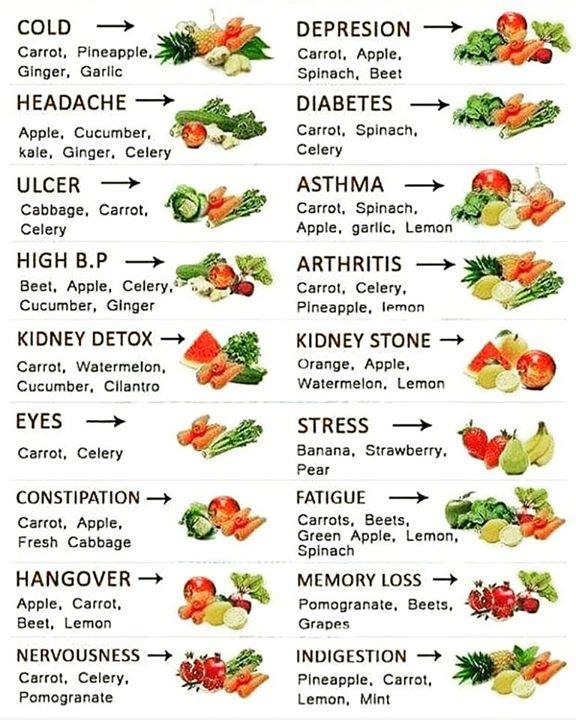 COLD
Carrot, Pineapple,
Ginger, Garlic
DEPRESION
Carrot, Apple,
Spinach, Beet
HEADACHE
Apple, Cucumber,
kale, Ginger, Celery
DIABETES
Carrot, Spinach,
Celery
ULCER
Cabbage, Carrot,
Celery
ASTHMA
Carrot, Spinach,
Apple, garlic, Lemon
HIGH B.P
Beet, Apple, Celery,
Cucumber, Ginger
ARTHRITIS
Carrot, Celery,
Pineapple, lemon
KIDNEY DETOX
Carrot, Watermelon,
Cucumber, Cilantro
KIDNEY STONE
Orange, Apple,
Watermelon, Lemon
EYES
Carrot, Celery
STRESS
Banana, Strawberry,
Pear
CONSTIPATION
Carrot, Apple,
Fresh Cabbage
FATIGUE
Carrots, Beets,
Green Apple, Lemon,
Spinach
HANGOVER
Apple, Carrot,
Beet, Lemon
MEMORY LOSS
Pomogranate, Beets,
Grapes
NERVOUSNESS
Carrot, Celery,
Pomogranate
INDIGESTION
Pineapple, Carrot,
Lemon, Mint